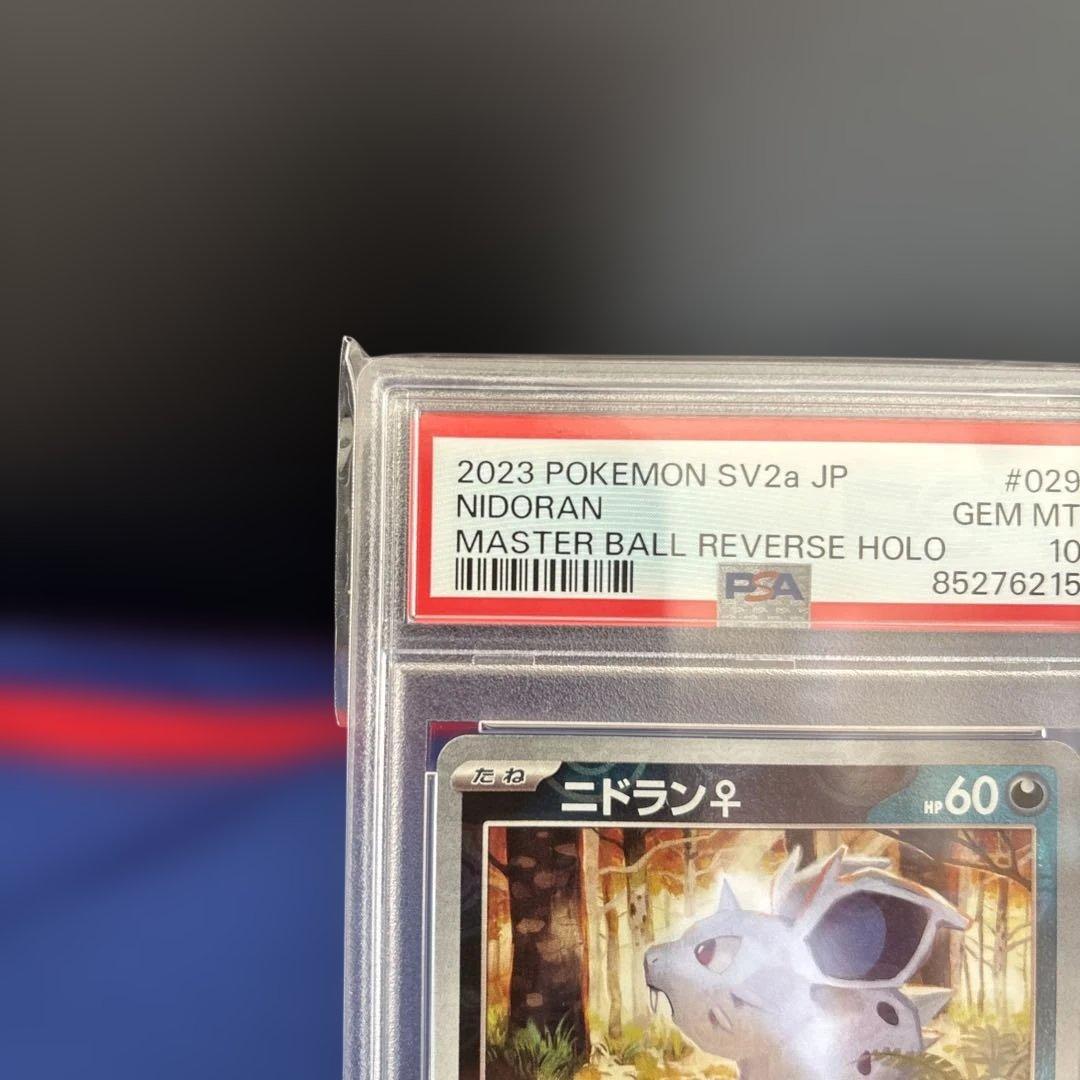 2023 POKEMON SV2a JP #029
NIDORAN GEM MT
MASTER BALL REVERSE HOLO 10
PSA 85276215
たね ニドラン♀ HP60